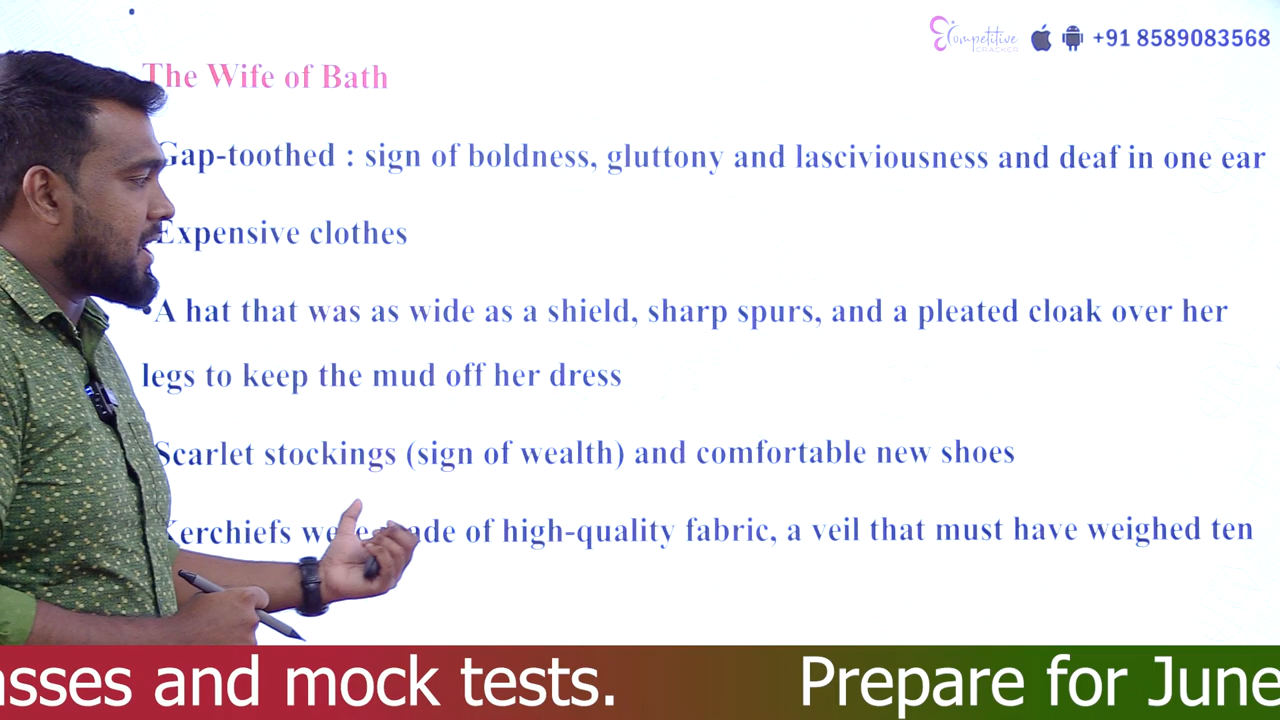 Competitive
CRACKER
+91 8589083568
The Wife of Bath
Gap-toothed : sign of boldness, gluttony and lasciviousness and deaf in one ear
Expensive clothes
•A hat that was as wide as a shield, sharp spurs, and a pleated cloak over her
legs to keep the mud off her dress
Scarlet stockings (sign of wealth) and comfortable new shoes
Kerchiefs were made of high-quality fabric, a veil that must have weighed ten
asses and mock tests. Prepare for June